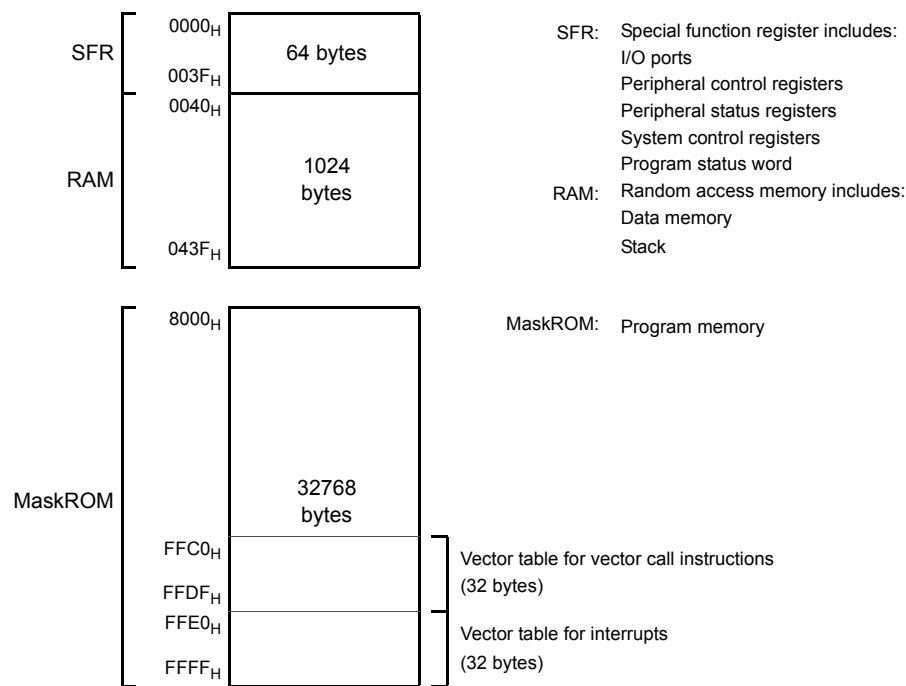 SFR
0000H
003FH
64 bytes
SFR: Special function register includes:
I/O ports
Peripheral control registers
Peripheral status registers
System control registers
Program status word
RAM
0040H
043FH
1024
bytes
RAM: Random access memory includes:
Data memory
Stack
MaskROM
8000H
32768
bytes
MaskROM: Program memory
FFC0H
FFDFH
Vector table for vector call instructions
(32 bytes)
FFE0H
FFFFH
Vector table for interrupts
(32 bytes)